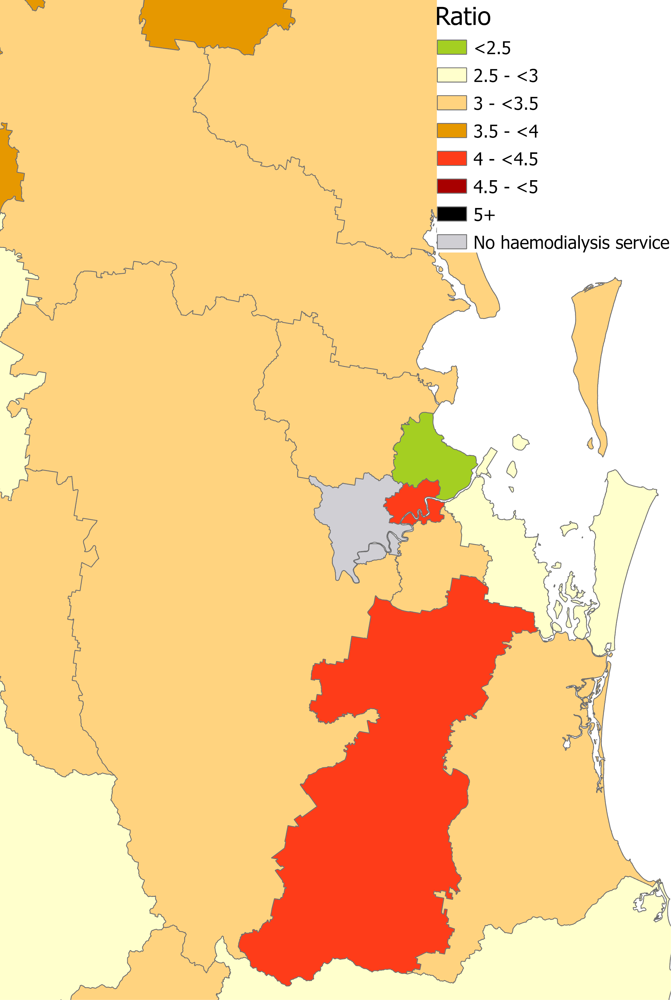 Ratio
<2.5
2.5 - <3
3 - <3.5
3.5 - <4
4 - <4.5
4.5 - <5
5+
No haemodialysis service